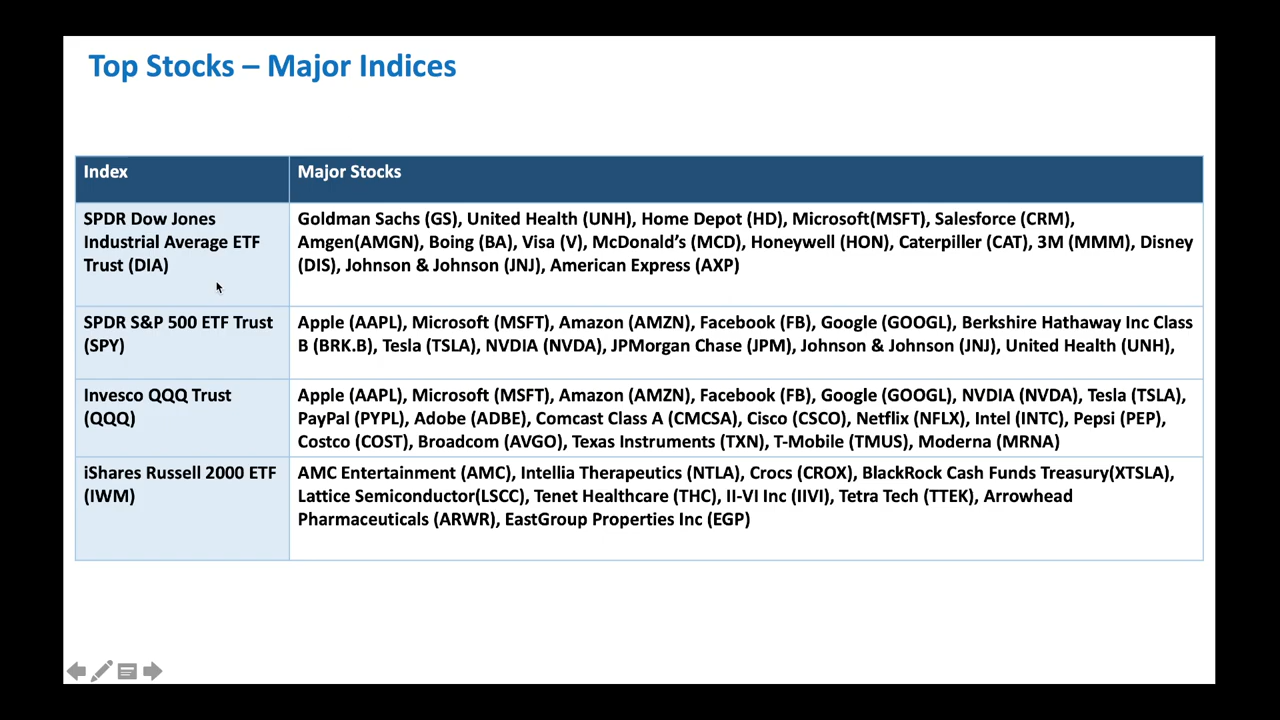 Top Stocks – Major Indices
Index
Major Stocks
SPDR Dow Jones
Industrial Average ETF
Trust (DIA)
Goldman Sachs (GS), United Health (UNH), Home Depot (HD), Microsoft(MSFT), Salesforce (CRM),
Amgen(AMGN), Boing (BA), Visa (V), McDonald’s (MCD), Honeywell (HON), Caterpiller (CAT), 3M (MMM), Disney
(DIS), Johnson & Johnson (JNJ), American Express (AXP)
SPDR S&P 500 ETF Trust
(SPY)
Apple (AAPL), Microsoft (MSFT), Amazon (AMZN), Facebook (FB), Google (GOOGL), Berkshire Hathaway Inc Class
B (BRK.B), Tesla (TSLA), NVDIA (NVDA), JPMorgan Chase (JPM), Johnson & Johnson (JNJ), United Health (UNH),
Invesco QQQ Trust
(QQQ)
Apple (AAPL), Microsoft (MSFT), Amazon (AMZN), Facebook (FB), Google (GOOGL), NVDIA (NVDA), Tesla (TSLA),
PayPal (PYPL), Adobe (ADBE), Comcast Class A (CMCSA), Cisco (CSCO), Netflix (NFLX), Intel (INTC), Pepsi (PEP),
Costco (COST), Broadcom (AVGO), Texas Instruments (TXN), T-Mobile (TMUS), Moderna (MRNA)
iShares Russell 2000 ETF
(IWM)
AMC Entertainment (AMC), Intellia Therapeutics (NTLA), Crocs (CROX), BlackRock Cash Funds Treasury(XTSLA),
Lattice Semiconductor(LSCC), Tenet Healthcare (THC), II-VI Inc (IIVI), Tetra Tech (TTEK), Arrowhead
Pharmaceuticals (ARWR), EastGroup Properties Inc (EGP)